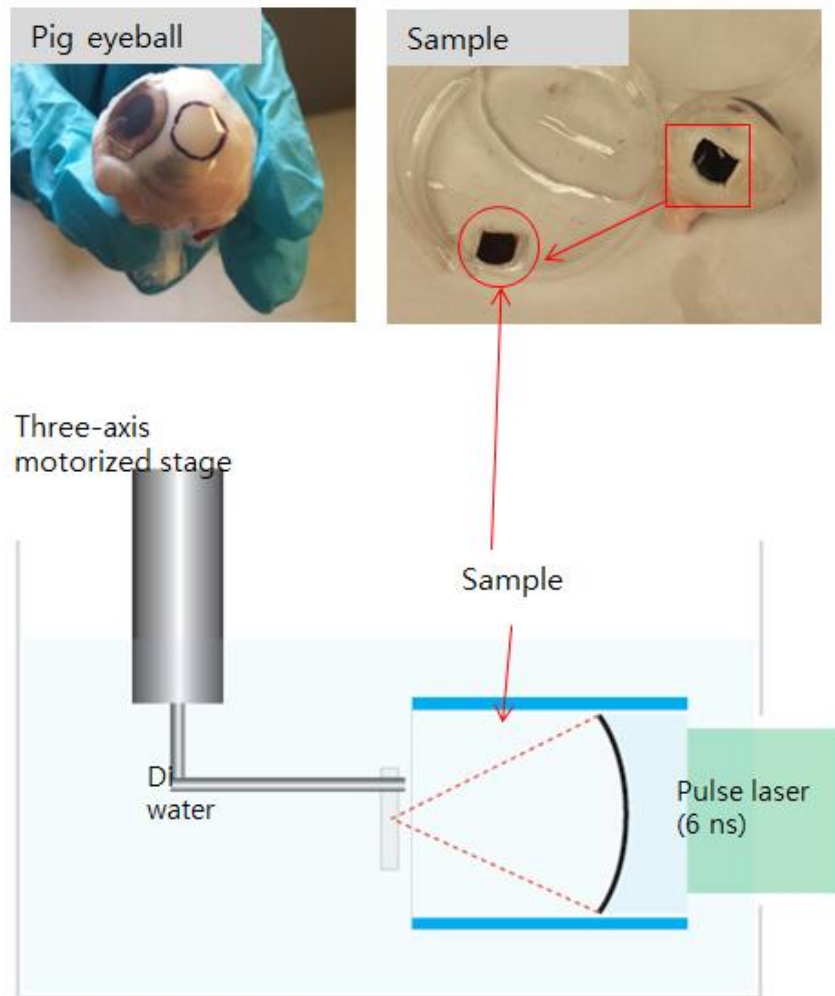 Pig eyeball
Sample
Three-axis
motorized stage
Sample
Di
water
Pulse laser
(6 ns)